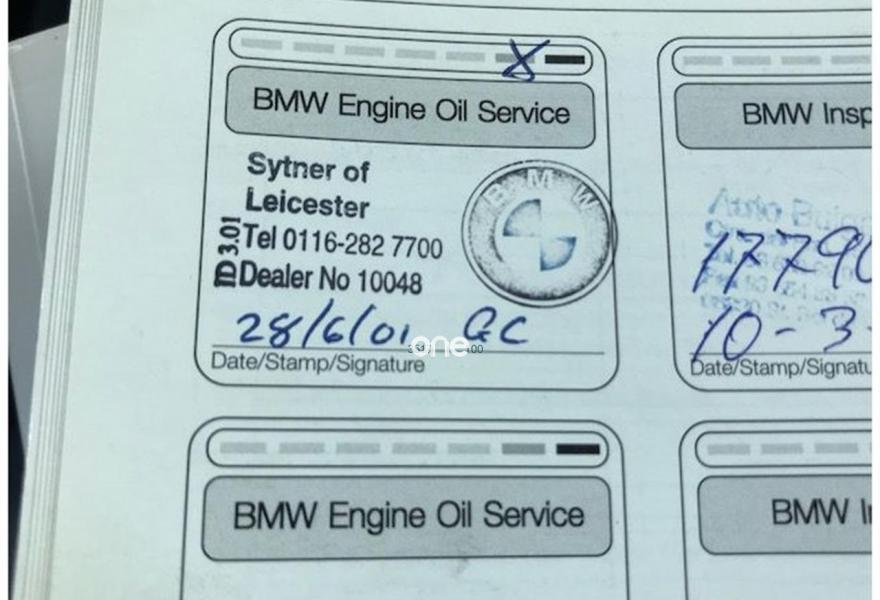 BMW Engine Oil Service
Sytner of
Leicester
ID 3.01
Tel 0116-282 7700
Dealer No 10048
BMW
28/6/01 GC
one
Date/Stamp/Signature
BMW Insp
Auto
1779
10-3-
Date/Stamp/Signatu
BMW Engine Oil Service
BMW I